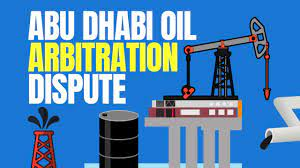 ABU DHABI OIL
ARBITRATION
DISPUTE